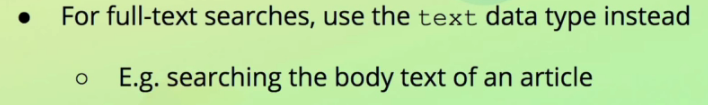 ● For full-text searches, use the text data type instead
○ E.g. searching the body text of an article